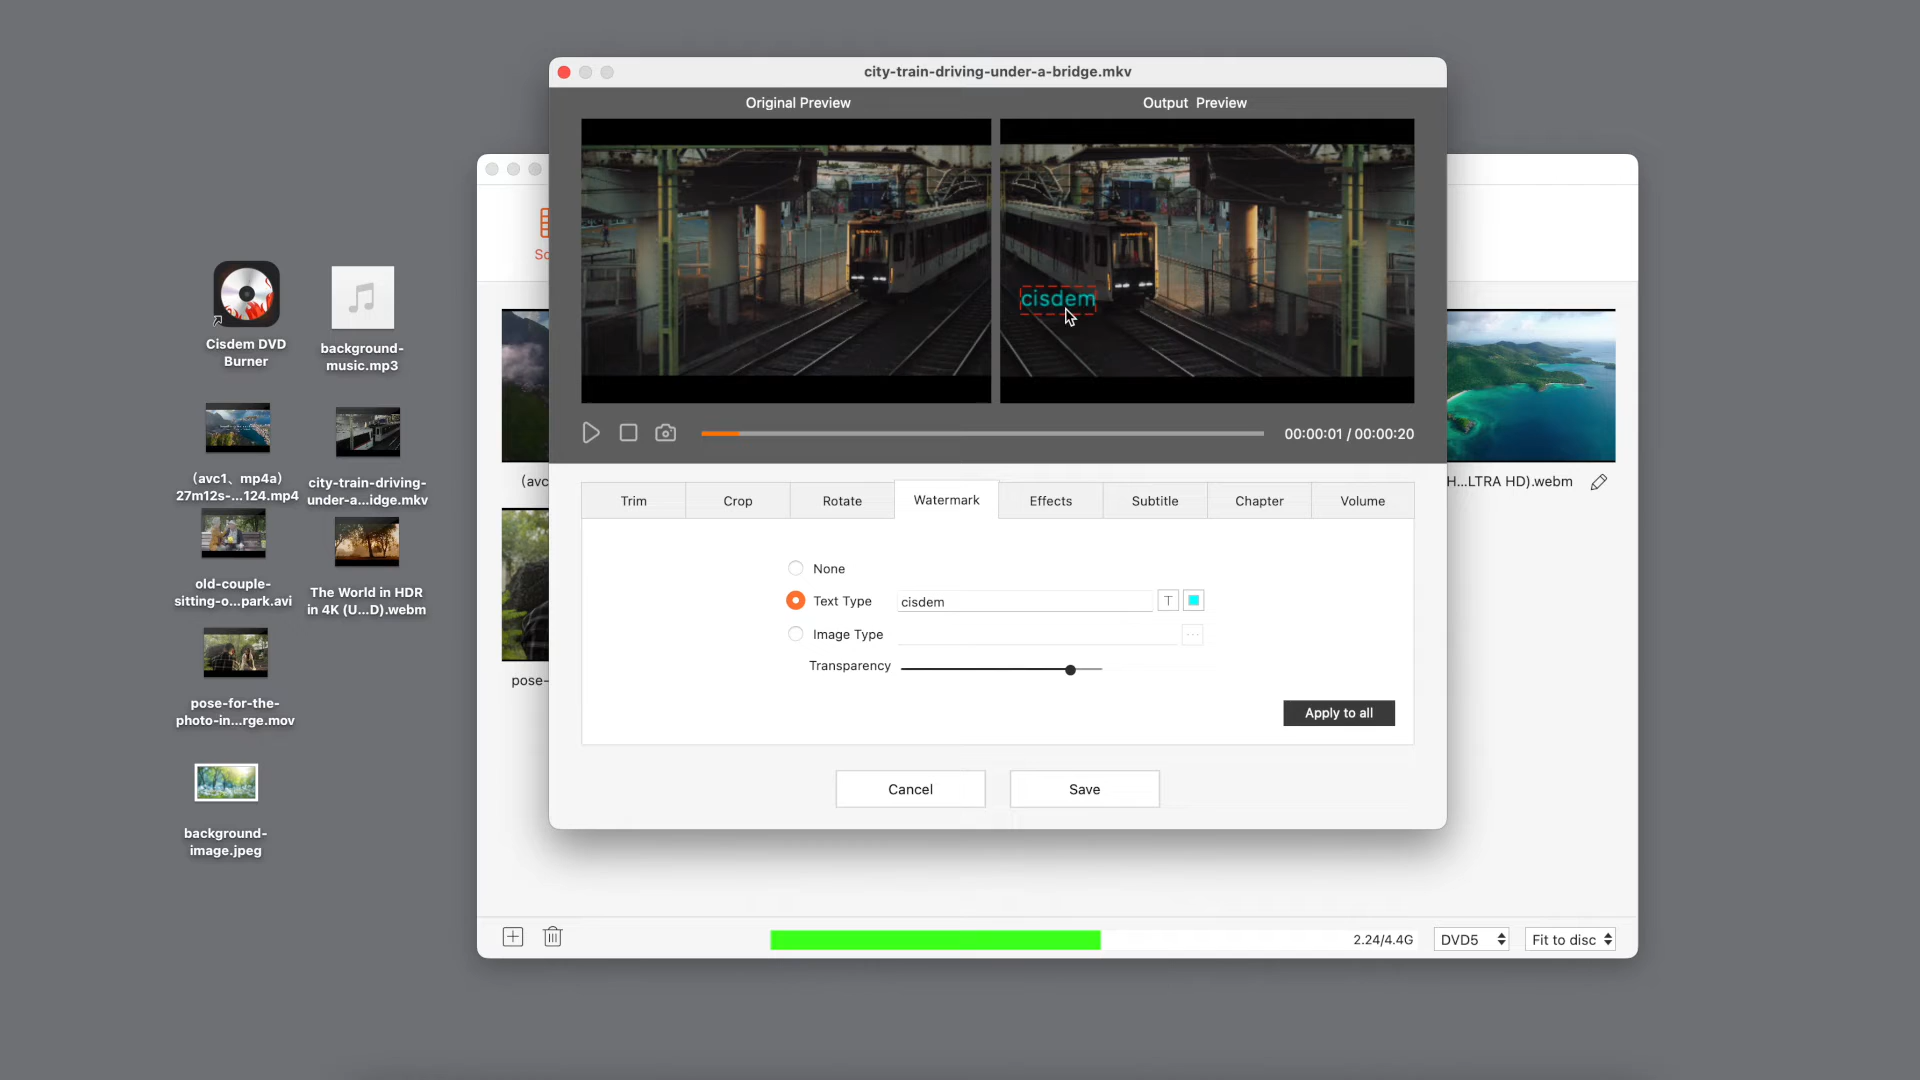 city-train-driving-under-a-bridge.mkv
Original Preview
Output Preview
cisdem
00:00:01 / 00:00:20
Trim
Crop
Rotate
Watermark
Effects
Subtitle
Chapter
Volume
None
Text Type
cisdem
T
Image Type
...
Transparency
Apply to all
Cancel
Save
So
(avc
pose-
H...LTRA HD).webm
2.24/4.4G
DVD5
Fit to disc
Cisdem DVD
Burner
background-
music.mp3
(avc1、mp4a)
27m12s-...124.mp4
city-train-driving-
under-a...idge.mkv
old-couple-
sitting-o...park.avi
The World in HDR
in 4K (U...D).webm
pose-for-the-
photo-in...rge.mov
background-
image.jpeg